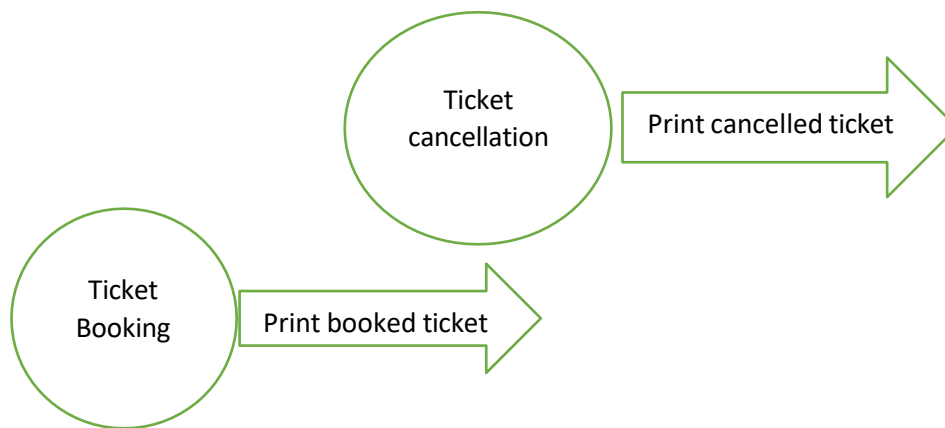 Ticket
cancellation
Print cancelled ticket
Ticket
Booking
Print booked ticket